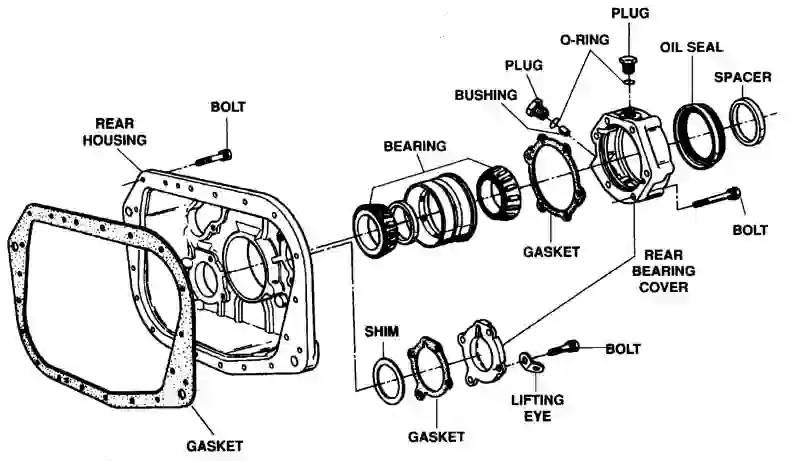 PLUG
O-RING
OIL SEAL
PLUG
SPACER
BUSHING
BOLT
REAR
HOUSING
BEARING
GASKET
BOLT
REAR
BEARING
COVER
SHIM
BOLT
LIFTING
EYE
GASKET
GASKET